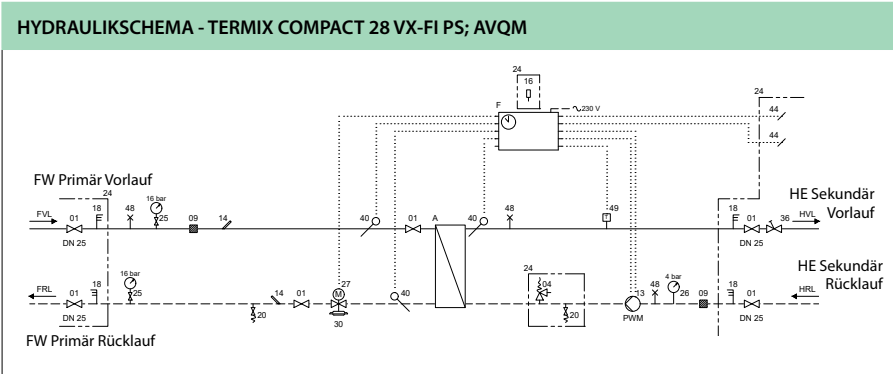 HYDRAULIKSCHEMA - TERMIX COMPACT 28 VX-FI PS; AVQM
24
16
F
230 V
24
44
44
FW Primär Vorlauf
24
FVL
01
DN 25
18
48
16 bar
25
09
14
40
01
A
40
48
49
T
18
01
DN 25
36
HVL
HE Sekundär
Vorlauf
FRL
01
DN 25
18
16 bar
25
20
14
01
27
M
30
40
24
04
20
13
PWM
48
4 bar
26
09
18
01
DN 25
HRL
HE Sekundär
Rücklauf
FW Primär Rücklauf